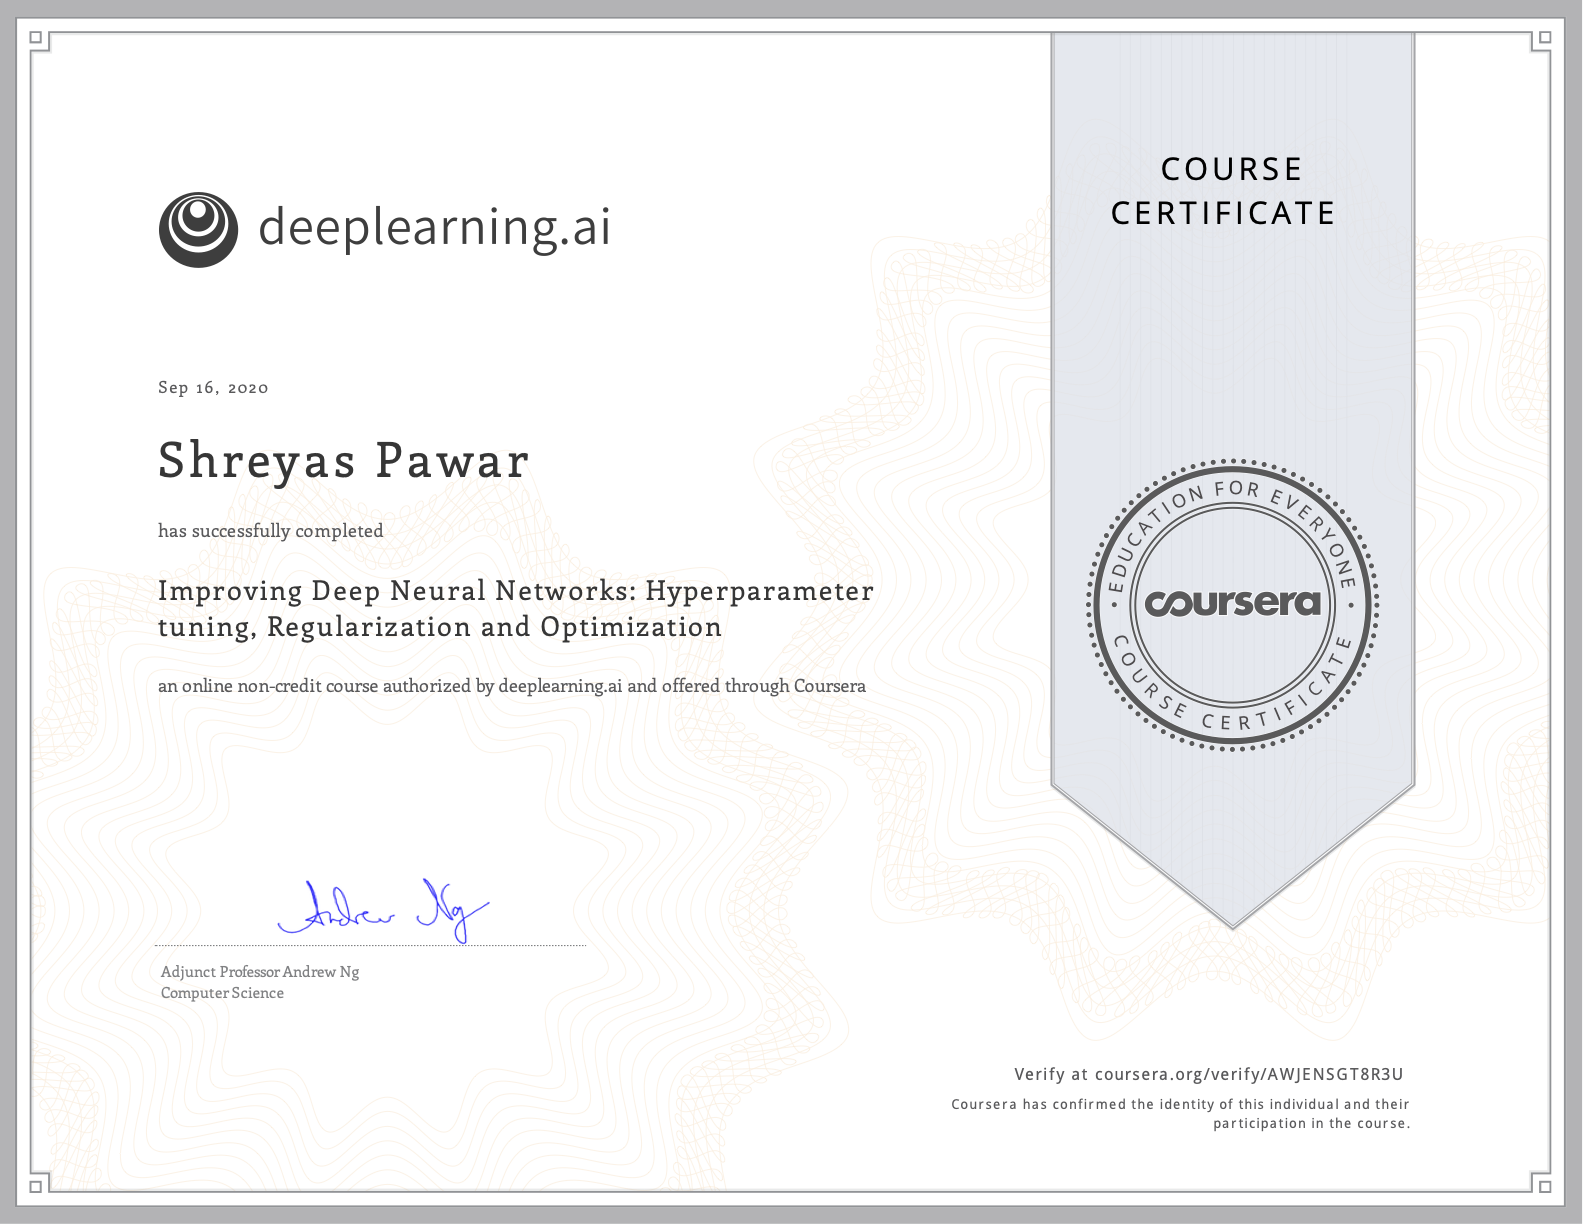 deeplearning.ai
COURSE
CERTIFICATE
Sep 16, 2020
Shreyas Pawar
has successfully completed
Improving Deep Neural Networks: Hyperparameter
tuning, Regularization and Optimization
an online non-credit course authorized by deeplearning.ai and offered through Coursera
EDUCATION FOR EVERYONE
coursera
COURSE CERTIFICATE
Andrew Ng
Adjunct Professor Andrew Ng
Computer Science
Verify at coursera.org/verify/AWJENSGT8R3U
Coursera has confirmed the identity of this individual and their
participation in the course.